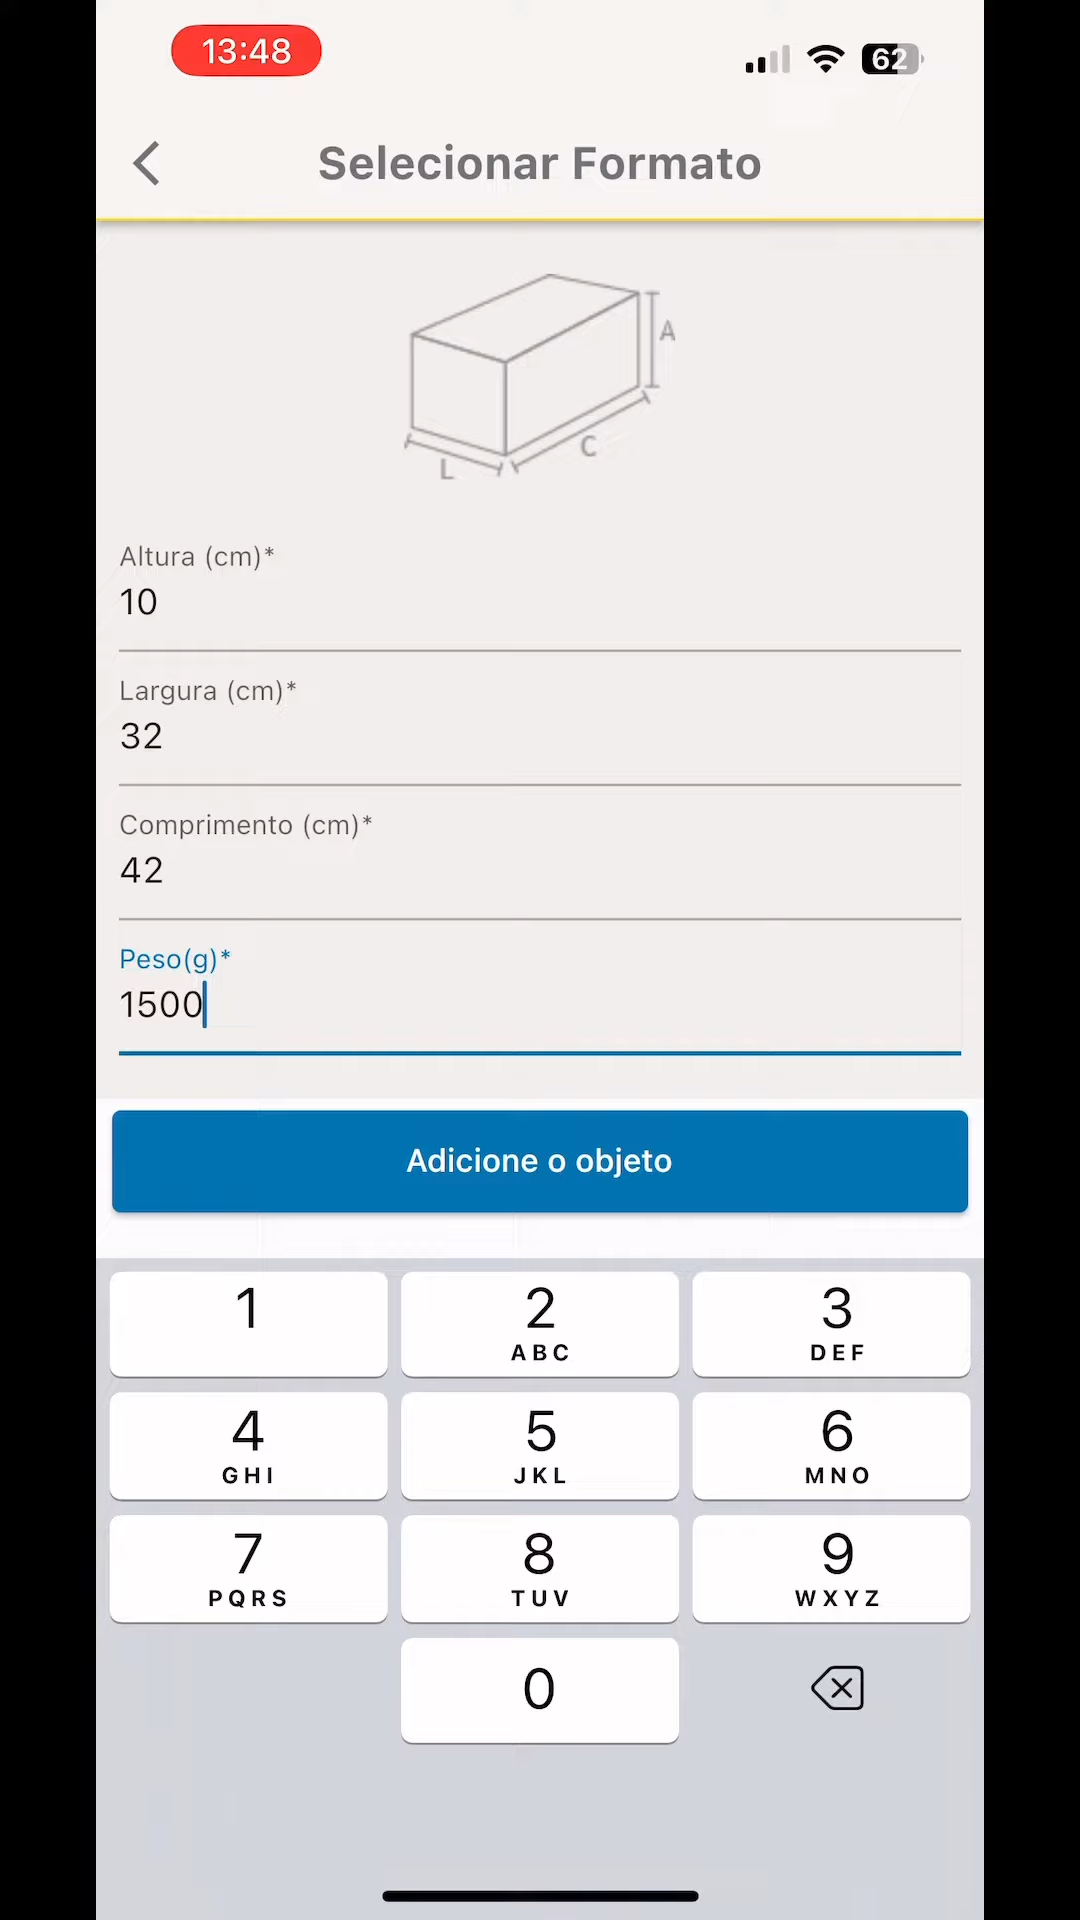 13:48
62
Selecionar Formato
A
C
L
Altura (cm)*
10
Largura (cm)*
32
Comprimento (cm)*
42
Peso(g)*
1500
Adicione o objeto
1
2
ABC
3
DEF
4
GHI
5
JKL
6
MNO
7
PQRS
8
TUV
9
WXYZ
0